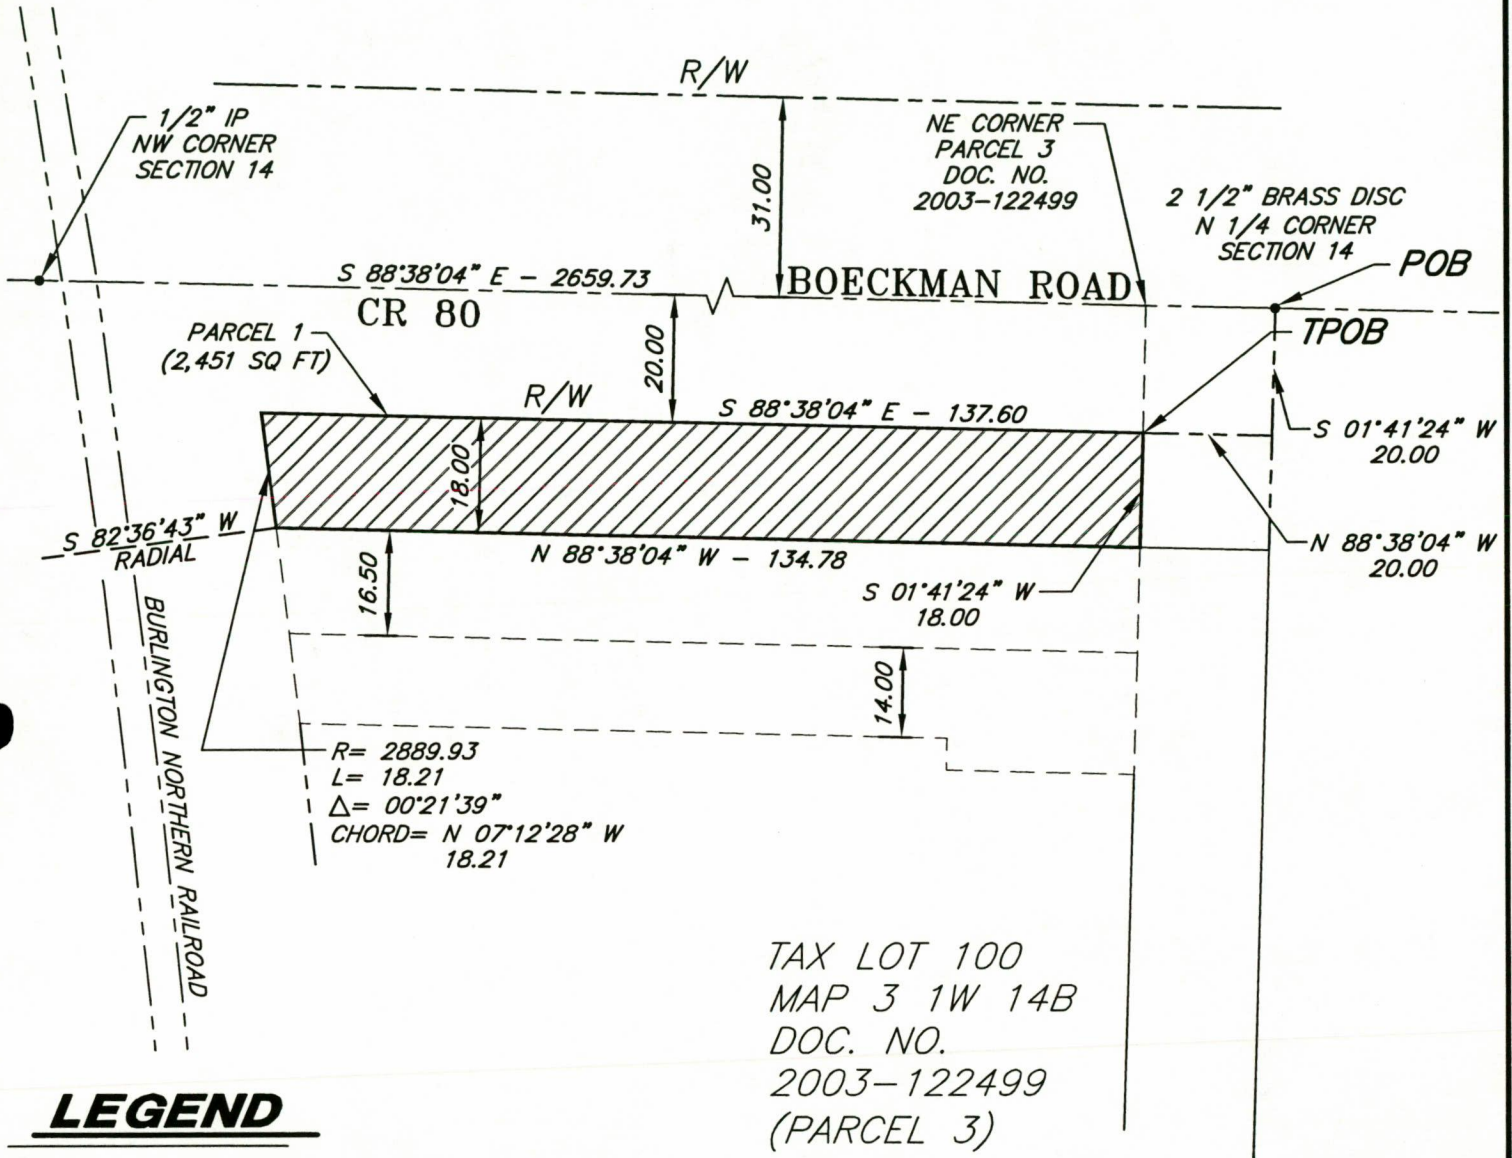 R/W
1/2" IP
NW CORNER
SECTION 14
NE CORNER
PARCEL 3
DOC. NO.
2003-122499
31.00
2 1/2" BRASS DISC
N 1/4 CORNER
SECTION 14
POB
S 88°38'04" E - 2659.73
BOECKMAN ROAD
CR 80
TPOB
PARCEL 1
(2,451 SQ FT)
20.00
R/W
S 88°38'04" E - 137.60
S 01°41'24" W
20.00
18.00
S 82°36'43" W
RADIAL
N 88°38'04" W - 134.78
N 88°38'04" W
20.00
16.50
S 01°41'24" W
18.00
14.00
BURLINGTON NORTHERN RAILROAD
R= 2889.93
L= 18.21
Δ= 00°21'39"
CHORD= N 07°12'28" W
18.21
TAX LOT 100
MAP 3 1W 14B
DOC. NO.
2003-122499
(PARCEL 3)
LEGEND